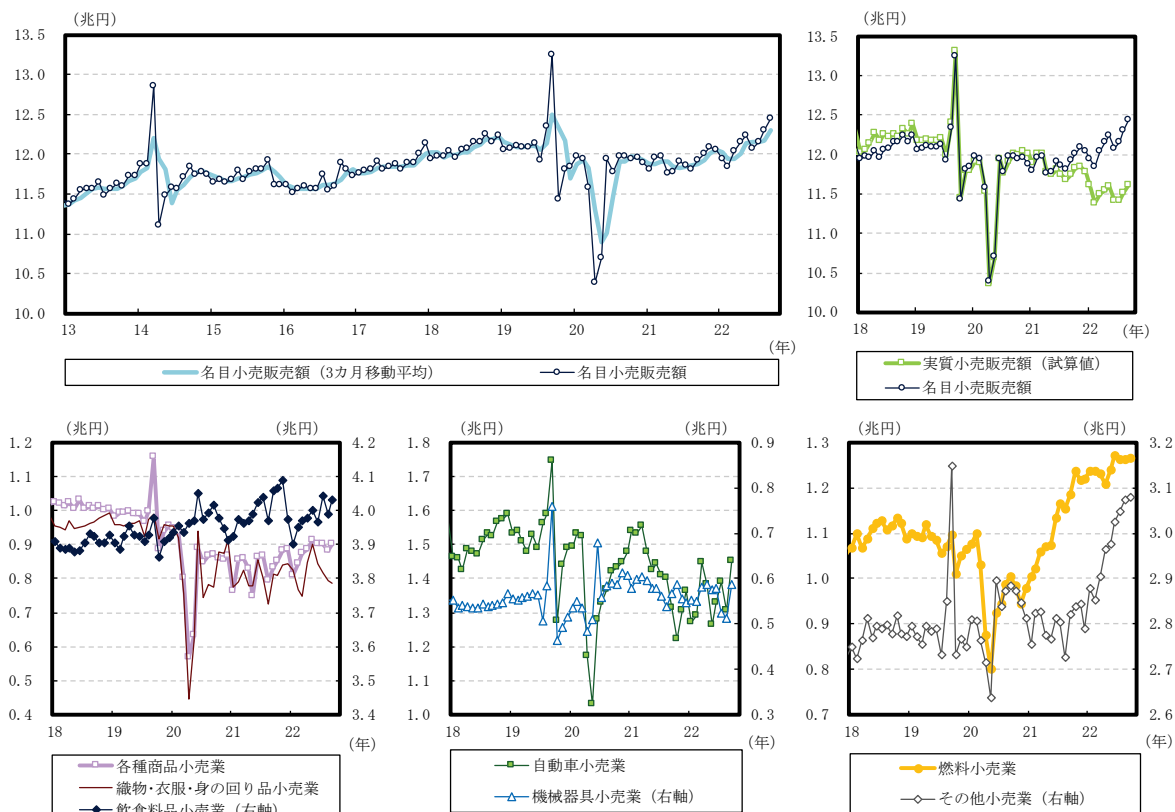 (兆円)
13.5
13.0
12.5
12.0
11.5
11.0
10.5
10.0
13 14 15 16 17 18 19 20 21 22
(年)
名目小売販売額(3カ月移動平均) 名目小売販売額
(兆円)
13.5
13.0
12.5
12.0
11.5
11.0
10.5
10.0
18 19 20 21 22
(年)
実質小売販売額(試算値)
名目小売販売額
(兆円) (兆円)
1.2 4.2
1.0 4.1
0.9 4.0
0.8 3.9
0.8 3.8
0.7 3.7
0.6 3.6
0.5 3.5
0.4 3.4
18 19 20 21 22
(年)
各種商品小売業
織物・衣服・身の回り品小売業
飲食料品小売業(右軸)
(兆円) (兆円)
1.8 0.9
1.7 0.8
1.6
1.5 0.7
1.4 0.6
1.3 0.5
1.2
1.1 0.4
1.0 0.3
18 19 20 21 22
(年)
自動車小売業
機械器具小売業(右軸)
(兆円) (兆円)
1.3 3.2
1.2 3.1
1.1 3.0
1.0 2.9
0.9 2.8
0.8 2.7
0.7 2.6
18 19 20 21 22
(年)
燃料小売業
その他小売業(右軸)